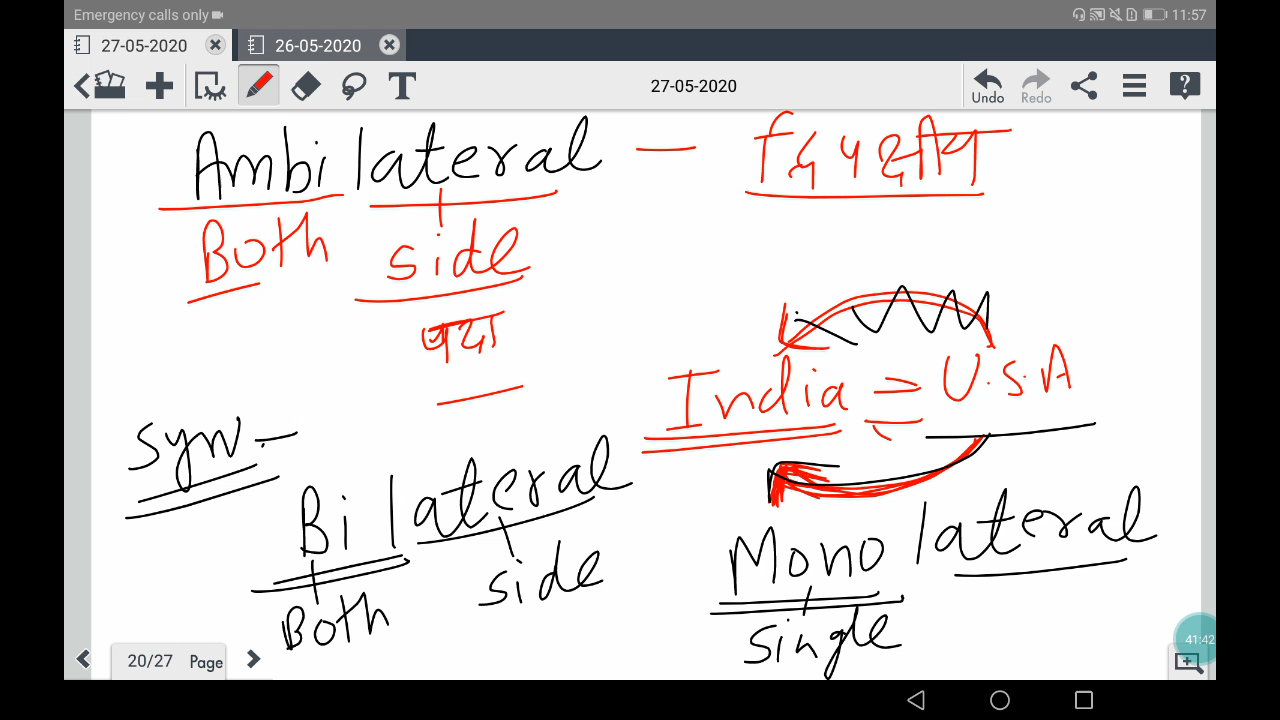 Emergency calls only 11:57
27-05-2020 26-05-2020
T 27-05-2020 Undo Redo
Ambilateral — द्विपक्षीय
Both side
पक्ष
India = U.S.A
Syn. —
Bilateral Monolateral
Both side Single
20/27 Page
41:42